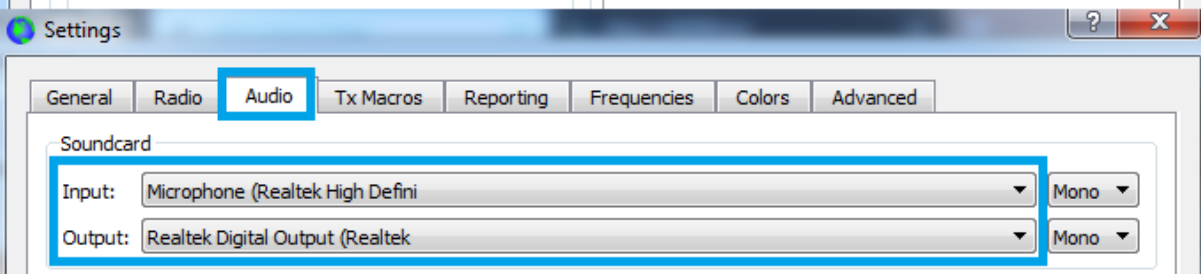 Settings
? X
General Radio Audio Tx Macros Reporting Frequencies Colors Advanced
Soundcard
Input: Microphone (Realtek High Defini Mono
Output: Realtek Digital Output (Realtek Mono